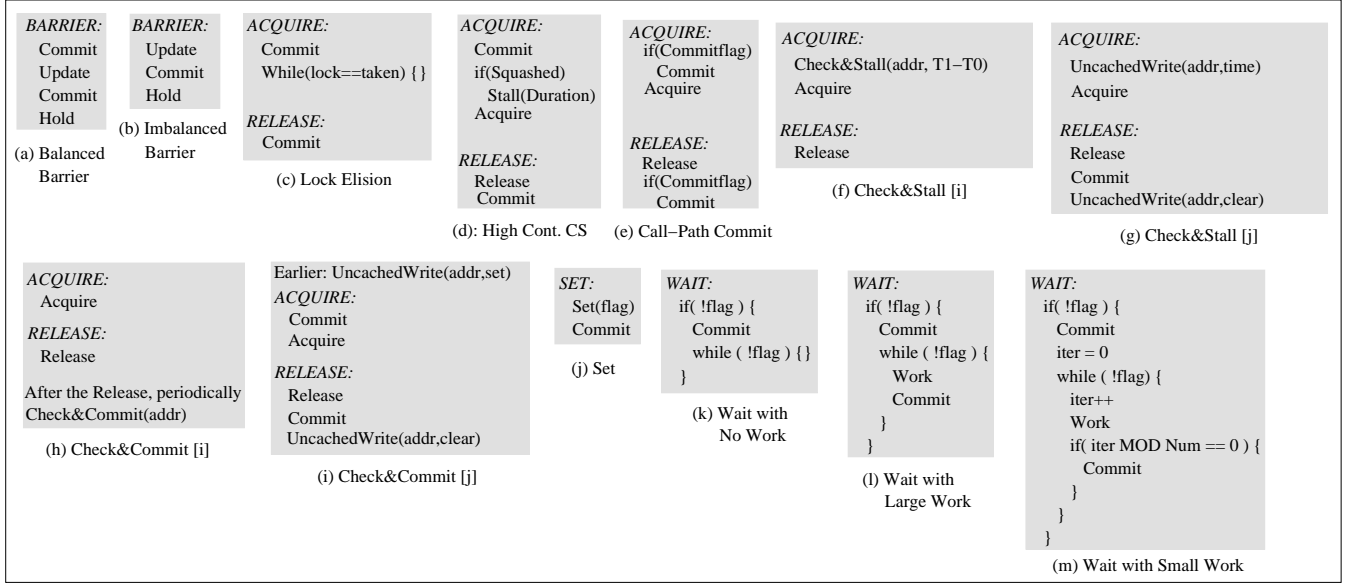 BARRIER:
Commit
Update
Commit
Hold
(a) Balanced
Barrier
BARRIER:
Update
Commit
Hold
(b) Imbalanced
Barrier
ACQUIRE:
Commit
While(lock==taken) { }
RELEASE:
Commit
(c) Lock Elision
ACQUIRE:
Commit
if(Squashed)
Stall(Duration)
Acquire
RELEASE:
Release
Commit
(d): High Cont. CS
ACQUIRE:
if(Commitflag)
Commit
Acquire
RELEASE:
Release
if(Commitflag)
Commit
(e) Call−Path Commit
ACQUIRE:
Check&Stall(addr, T1−T0)
Acquire
RELEASE:
Release
(f) Check&Stall [i]
ACQUIRE:
UncachedWrite(addr,time)
Acquire
RELEASE:
Release
Commit
UncachedWrite(addr,clear)
(g) Check&Stall [j]
ACQUIRE:
Acquire
RELEASE:
Release
After the Release, periodically
Check&Commit(addr)
(h) Check&Commit [i]
Earlier: UncachedWrite(addr,set)
ACQUIRE:
Commit
Acquire
RELEASE:
Release
Commit
UncachedWrite(addr,clear)
(i) Check&Commit [j]
SET:
Set(flag)
Commit
(j) Set
WAIT:
if( !flag ) {
Commit
while ( !flag ) { }
}
(k) Wait with
No Work
WAIT:
if( !flag ) {
Commit
while ( !flag ) {
Work
Commit
}
}
(l) Wait with
Large Work
WAIT:
if( !flag ) {
Commit
iter = 0
while ( !flag) {
iter++
Work
if( iter MOD Num == 0 ) {
Commit
}
}
}
(m) Wait with Small Work